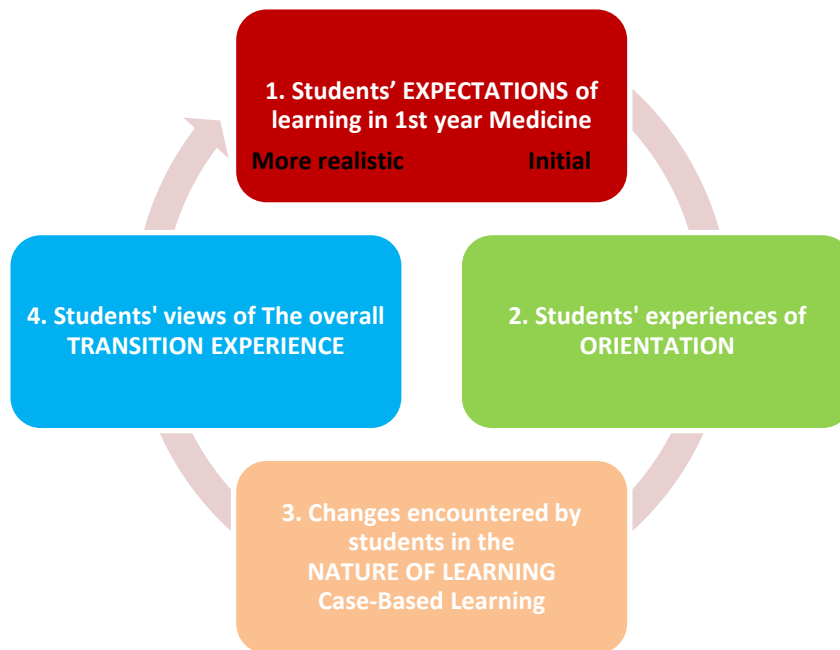 1. Students’ EXPECTATIONS of
learning in 1st year Medicine
More realistic Initial
4. Students' views of The overall
TRANSITION EXPERIENCE
2. Students' experiences of
ORIENTATION
3. Changes encountered by
students in the
NATURE OF LEARNING
Case-Based Learning